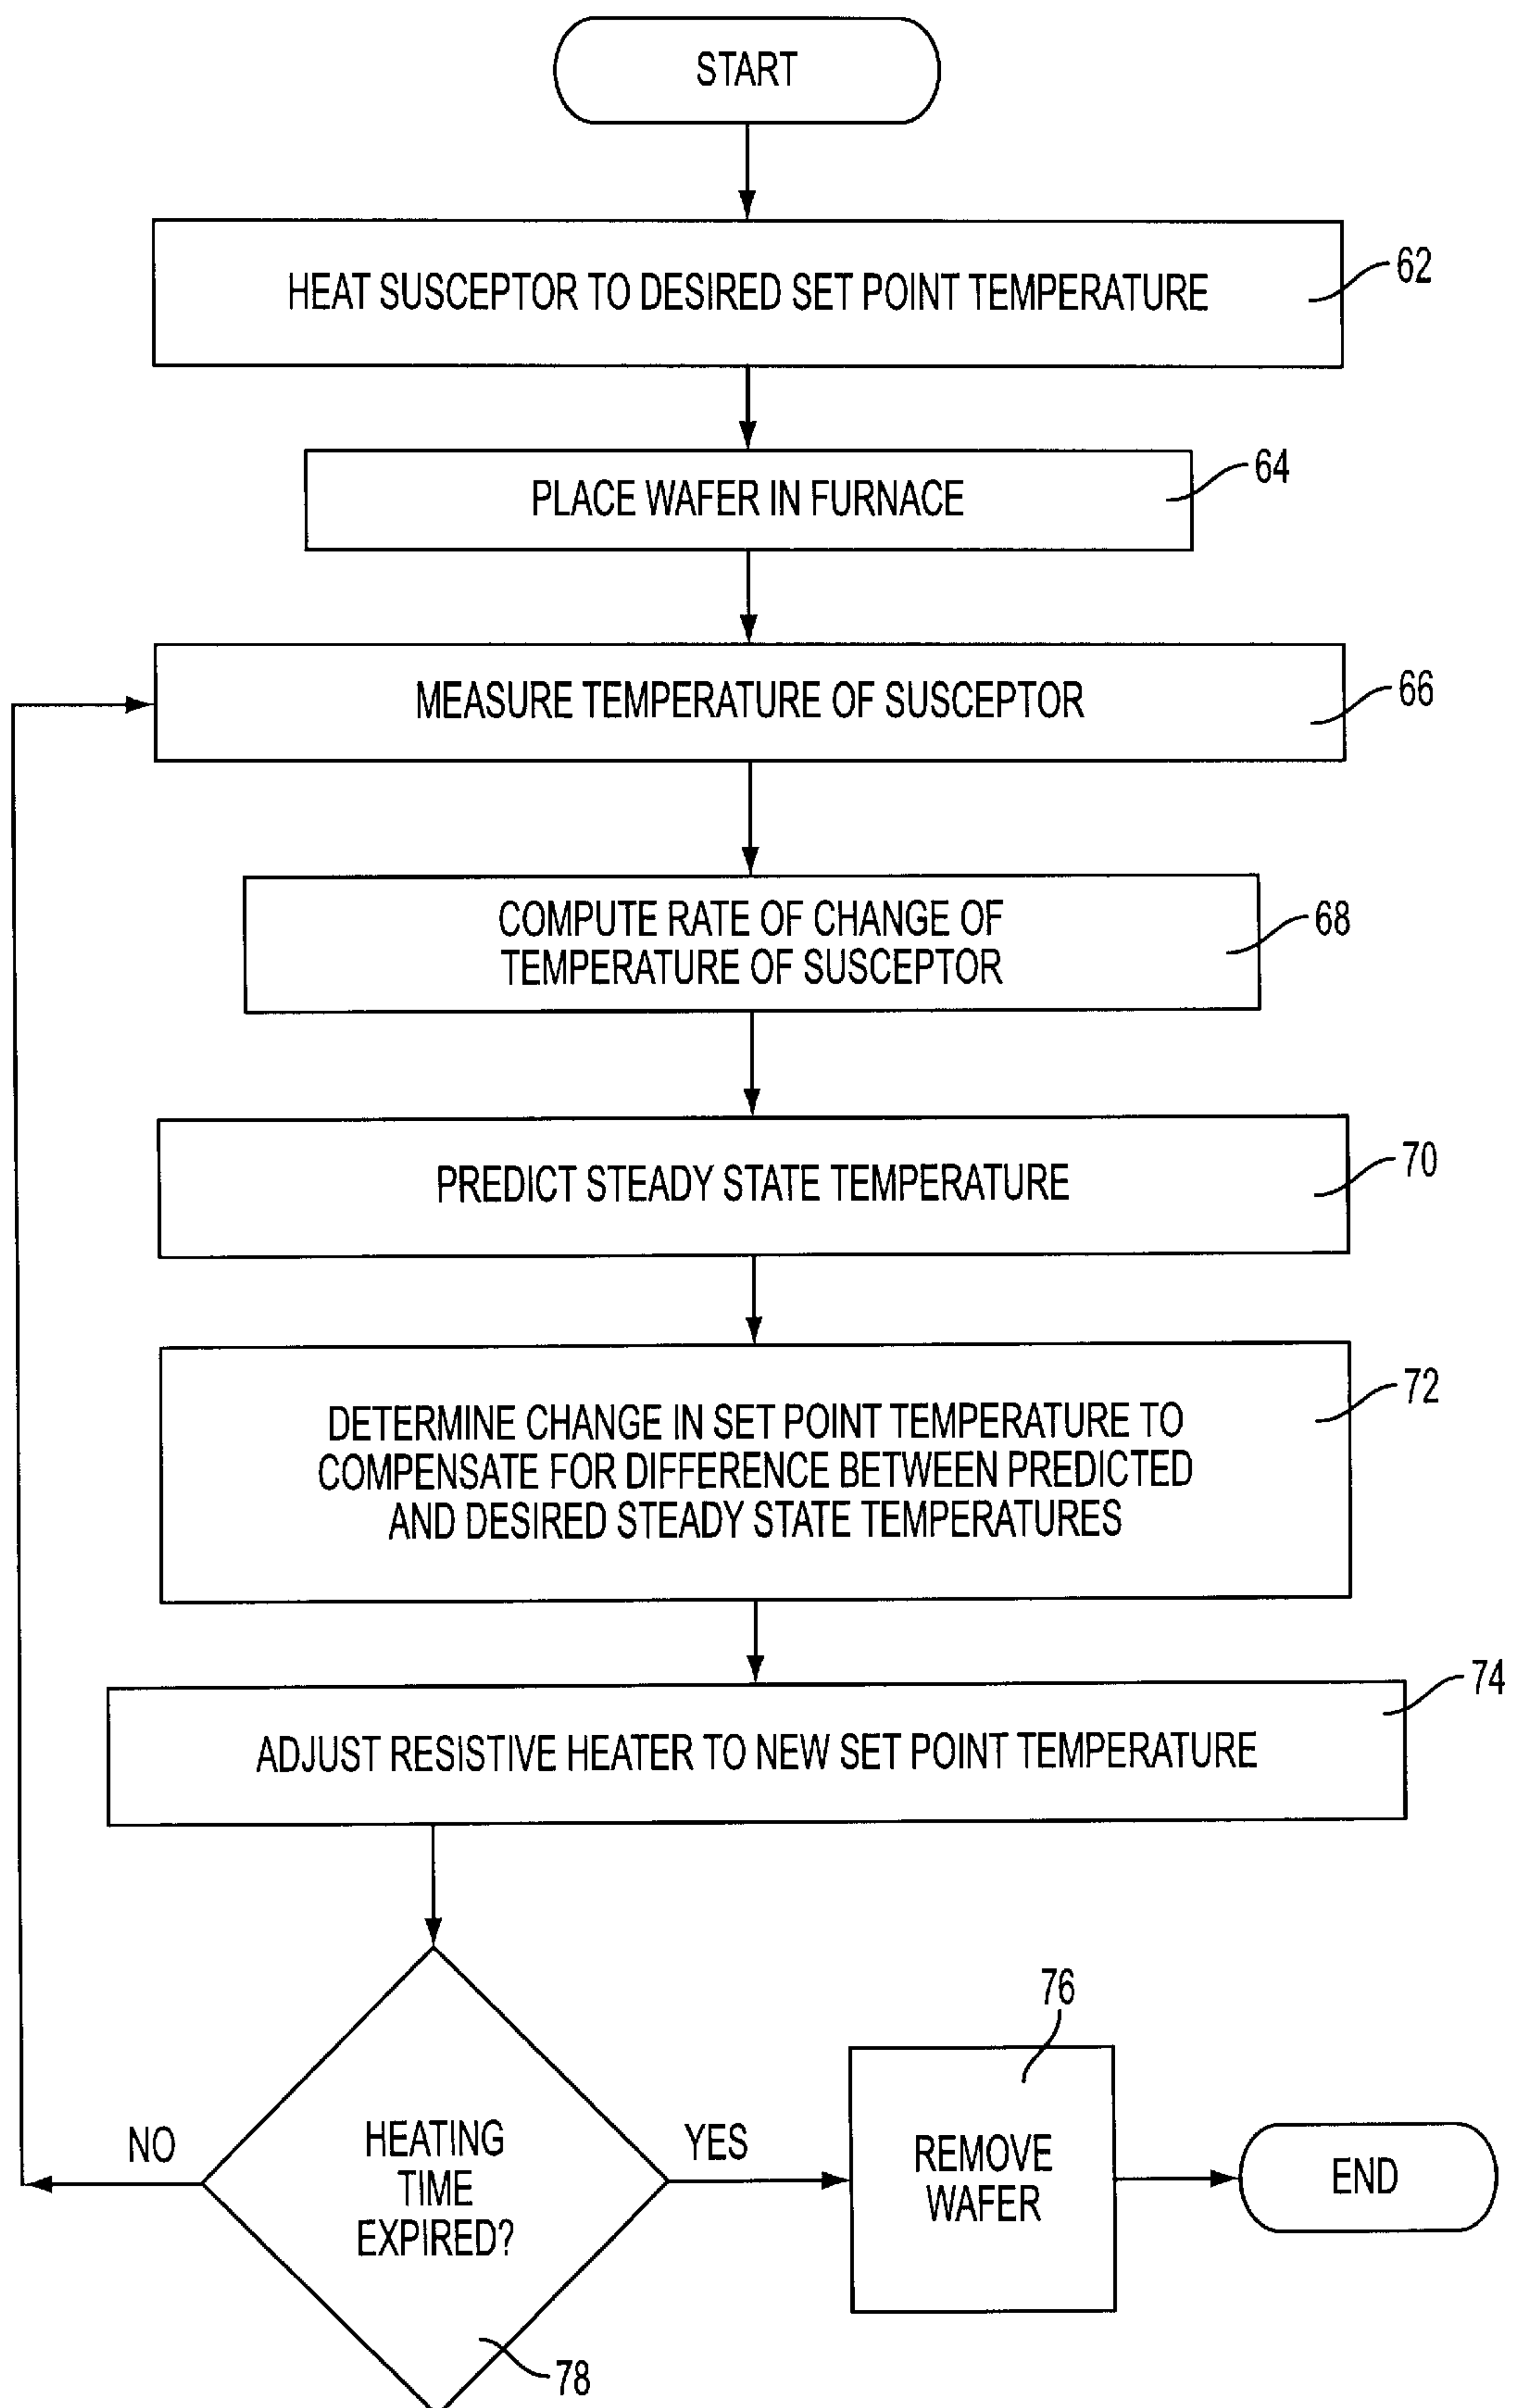 START
HEAT SUSCEPTOR TO DESIRED SET POINT TEMPERATURE
62
PLACE WAFER IN FURNACE
64
MEASURE TEMPERATURE OF SUSCEPTOR
66
COMPUTE RATE OF CHANGE OF
TEMPERATURE OF SUSCEPTOR
68
PREDICT STEADY STATE TEMPERATURE
70
DETERMINE CHANGE IN SET POINT TEMPERATURE TO
COMPENSATE FOR DIFFERENCE BETWEEN PREDICTED
AND DESIRED STEADY STATE TEMPERATURES
72
ADJUST RESISTIVE HEATER TO NEW SET POINT TEMPERATURE
74
HEATING
TIME
EXPIRED?
78
NO
YES
REMOVE
WAFER
76
END